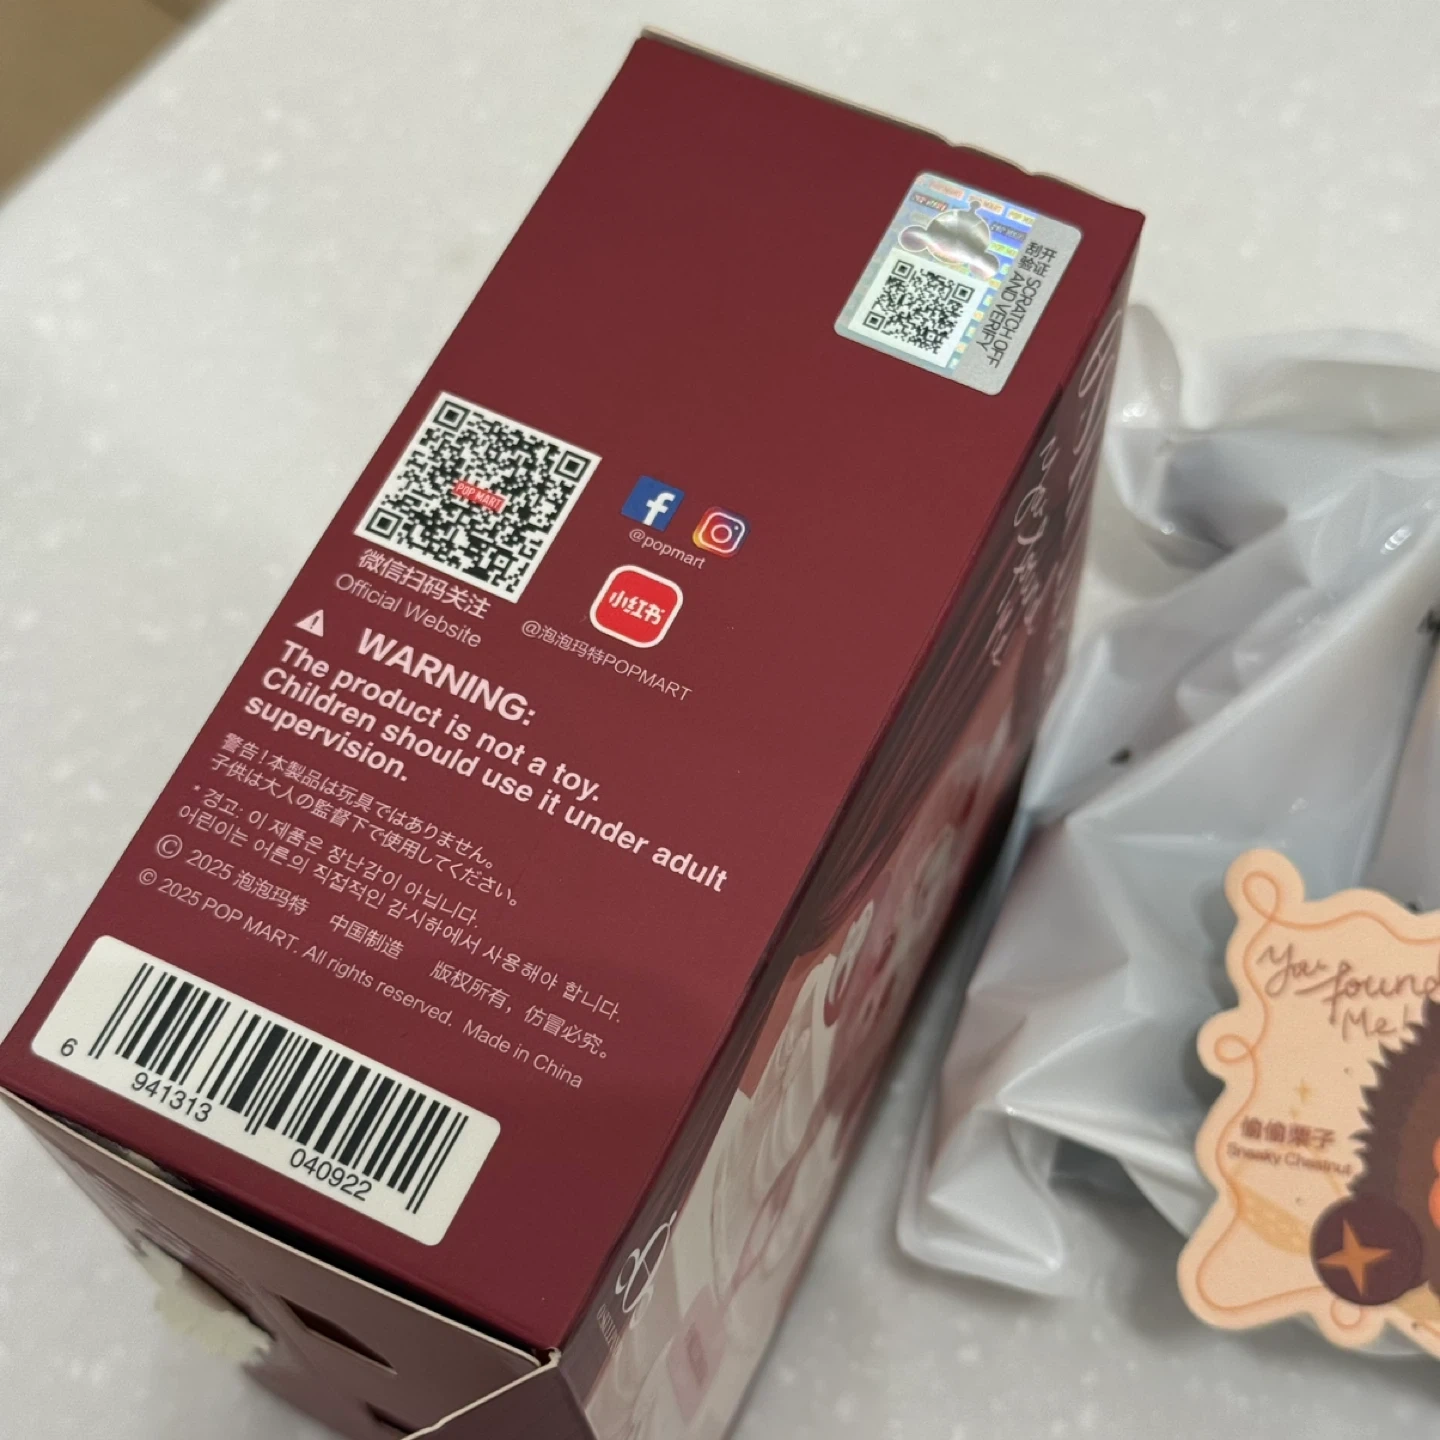 刮开
验证 SCRATCH OFF
AND VERIFY
POP MART
@popmart
小红书
@泡泡玛特POPMART
微信扫码关注
Official Website
WARNING:
The product is not a toy.
Children should use it under adult
supervision.
警告！本製品は玩具ではありません。
子供は大人の監督下で使用してください。
* 경고: 이 제품은 장난감이 아닙니다.
어린이는 어른의 직접적인 감시하에서 사용해야 합니다.
© 2025 泡泡玛特 中国制造 版权所有，仿冒必究。
© 2025 POP MART. All rights reserved. Made in China
6 941313 040922
You found
Me!
偷偷栗子
Sneaky Chestnut